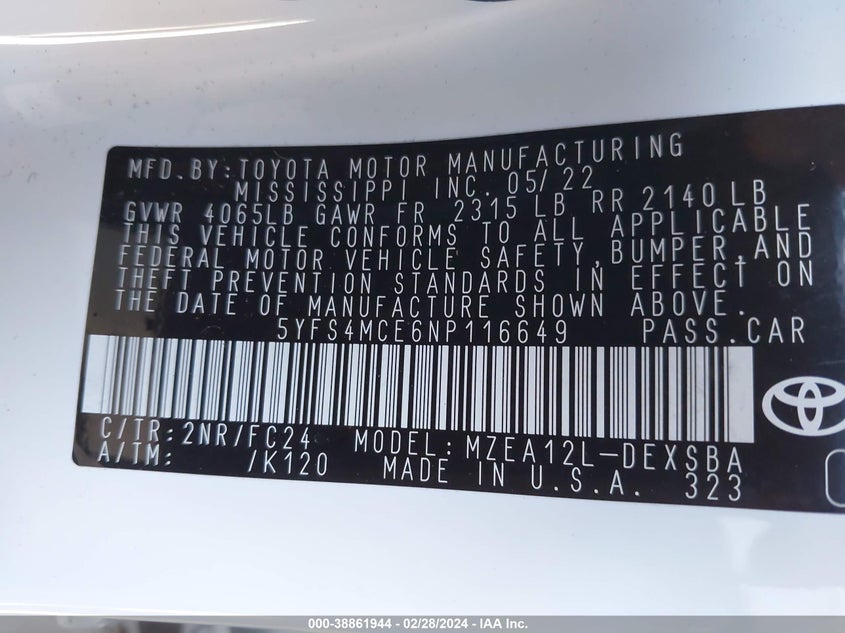 MFD.BY:TOYOTA MOTOR MANUFACTURING
MISSISSIPPI INC. 05/22
GVWR 4065LB GAWR FR 2315 LB RR 2140 LB
THIS VEHICLE CONFORMS TO ALL APPLICABLE
FEDERAL MOTOR VEHICLE SAFETY,BUMPER,AND
THEFT PREVENTION STANDARDS IN EFFECT ON
THE DATE OF MANUFACTURE SHOWN ABOVE.
5YFS4MCE6NP116649 PASS.CAR
C/TR:2NR/FC24 MODEL:MZEA12L-DEXSBA
A/TM: /K120 MADE IN U.S.A. 323
000-38861944 - 02/28/2024 - IAA Inc.